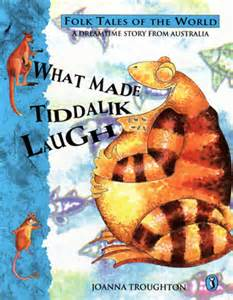 FOLK TALES OF THE WORLD
A DREAMTIME STORY FROM AUSTRALIA
WHAT MADE
TIDDALIK
LAUGH
JOANNA TROUGHTON